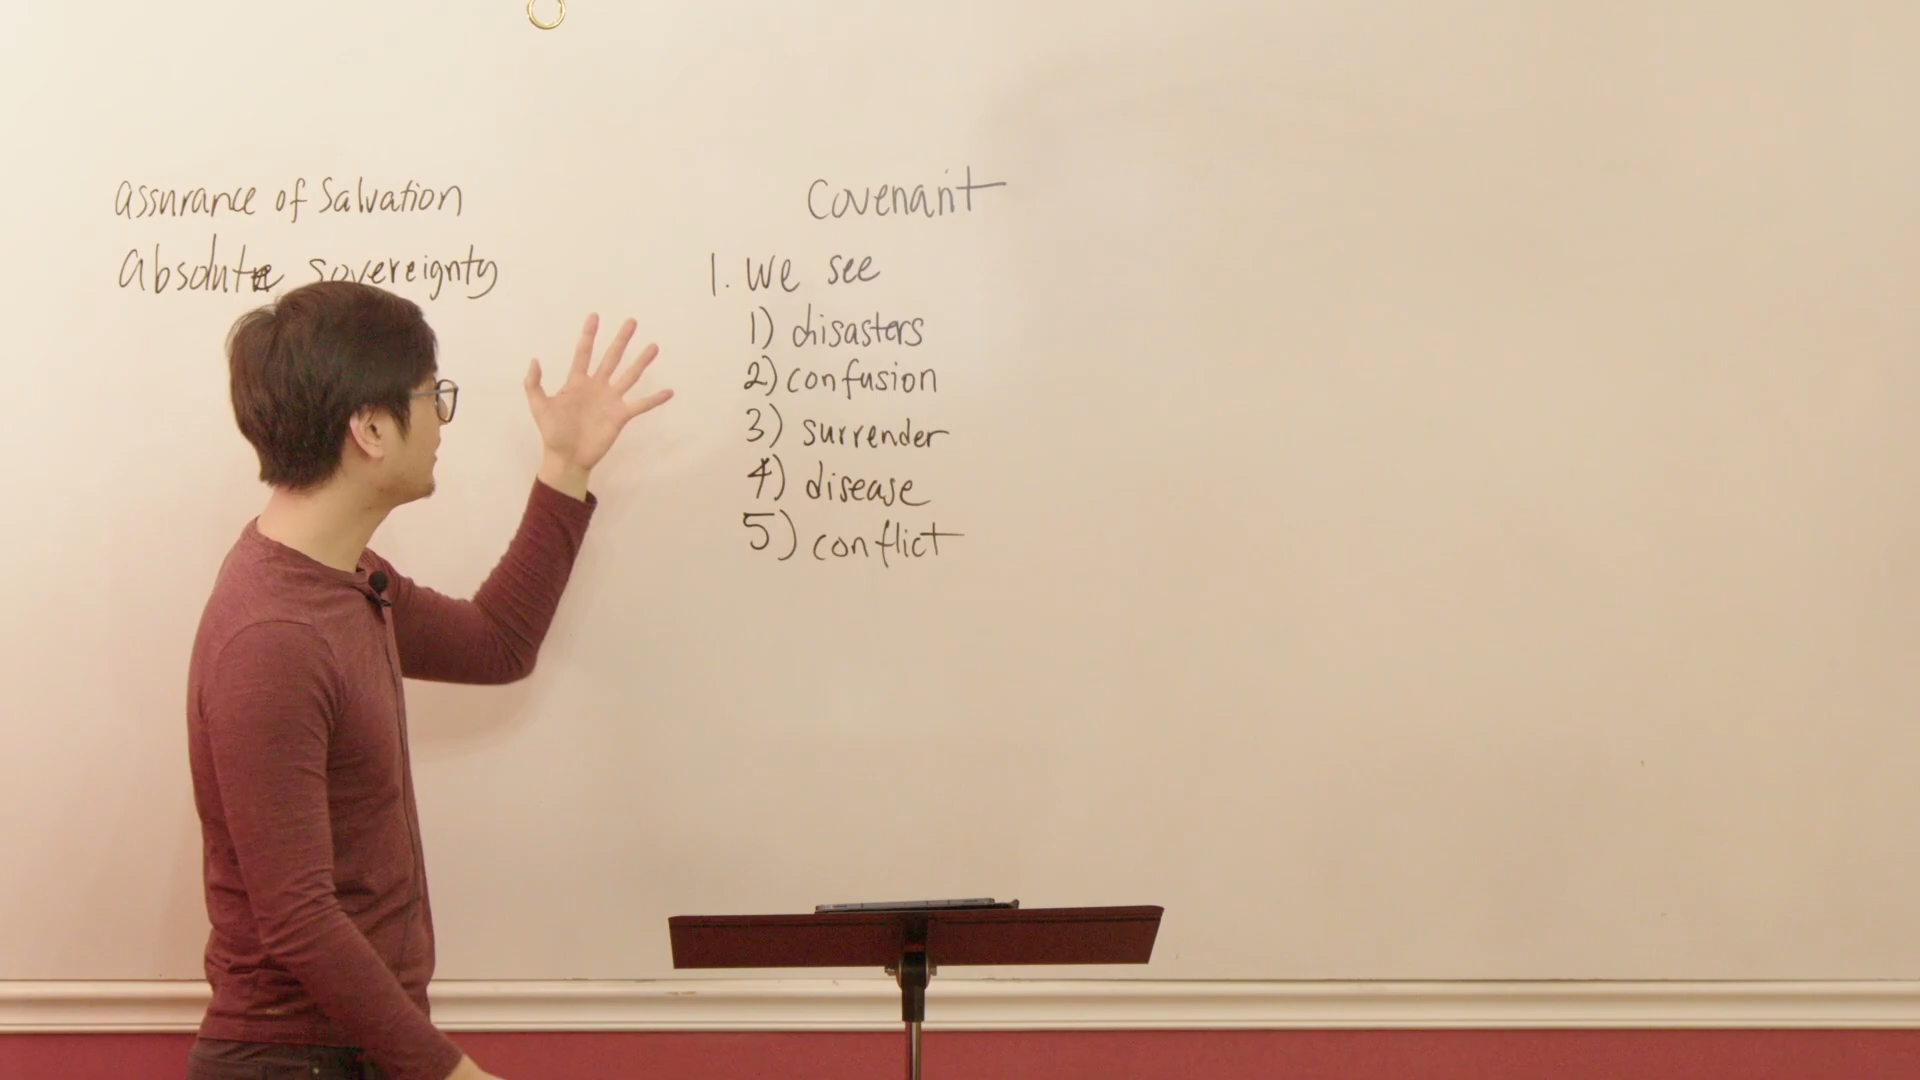 assurance of Salvation
absolute sovereignty
Covenant
1. We see
1) disasters
2) confusion
3) surrender
4) disease
5) conflict